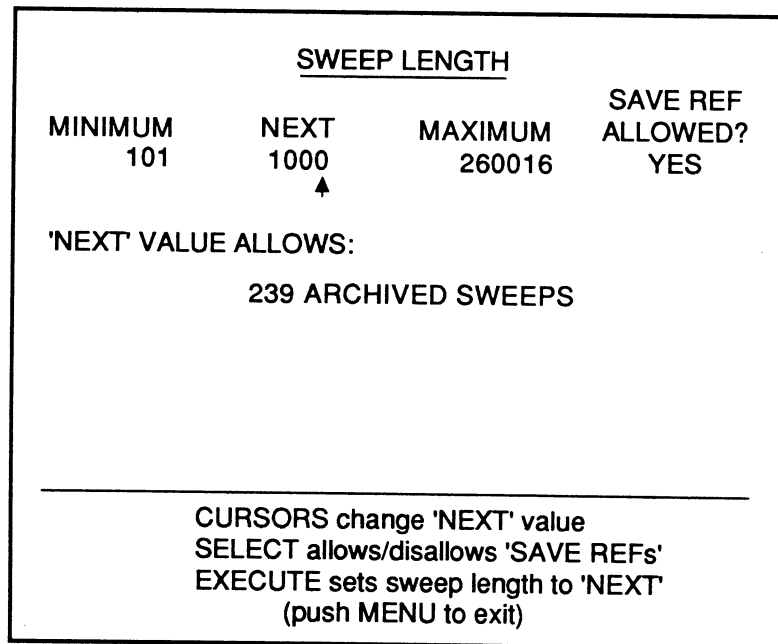 SWEEP LENGTH
SAVE REF
MINIMUM NEXT MAXIMUM ALLOWED?
101 1000 260016 YES
'NEXT' VALUE ALLOWS:
239 ARCHIVED SWEEPS
CURSORS change 'NEXT' value
SELECT allows/disallows 'SAVE REFs'
EXECUTE sets sweep length to 'NEXT'
(push MENU to exit)